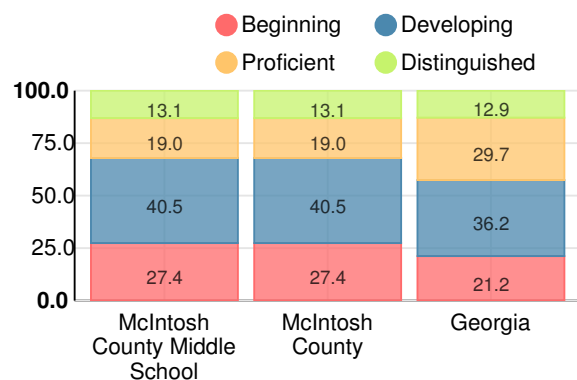 Beginning
Developing
Proficient
Distinguished
100.0
75.0
50.0
25.0
0.0
13.1
13.1
12.9
19.0
19.0
29.7
40.5
40.5
36.2
27.4
27.4
21.2
McIntosh
County Middle
School
McIntosh
County
Georgia